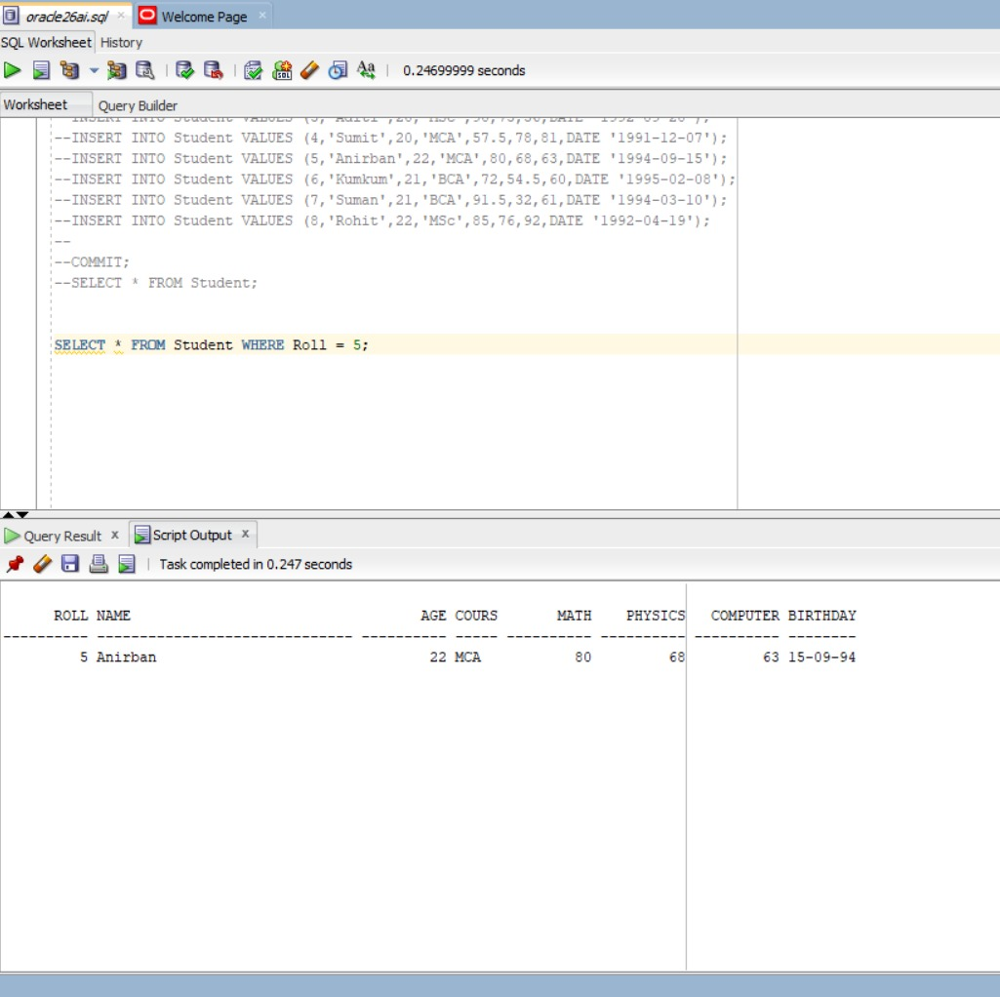 oracle26ai.sql Welcome Page
SQL Worksheet History
0.24699999 seconds
Worksheet Query Builder
--INSERT INTO Student VALUES
--INSERT INTO Student VALUES (4,'Sumit',20,'MCA',57.5,78,81,DATE '1991-12-07');
--INSERT INTO Student VALUES (5,'Anirban',22,'MCA',80,68,63,DATE '1994-09-15');
--INSERT INTO Student VALUES (6,'Kumkum',21,'BCA',72,54.5,60,DATE '1995-02-08');
--INSERT INTO Student VALUES (7,'Suman',21,'BCA',91.5,32,61,DATE '1994-03-10');
--INSERT INTO Student VALUES (8,'Rohit',22,'MSc',85,76,92,DATE '1992-04-19');
--
--COMMIT;
--SELECT * FROM Student;
SELECT * FROM Student WHERE Roll = 5;
Query Result x Script Output x
Task completed in 0.247 seconds
ROLL NAME AGE COURS MATH PHYSICS COMPUTER BIRTHDAY
---------- ------------------------------ ---------- ----- ---------- ---------- ---------- --------
5 Anirban 22 MCA 80 68 63 15-09-94